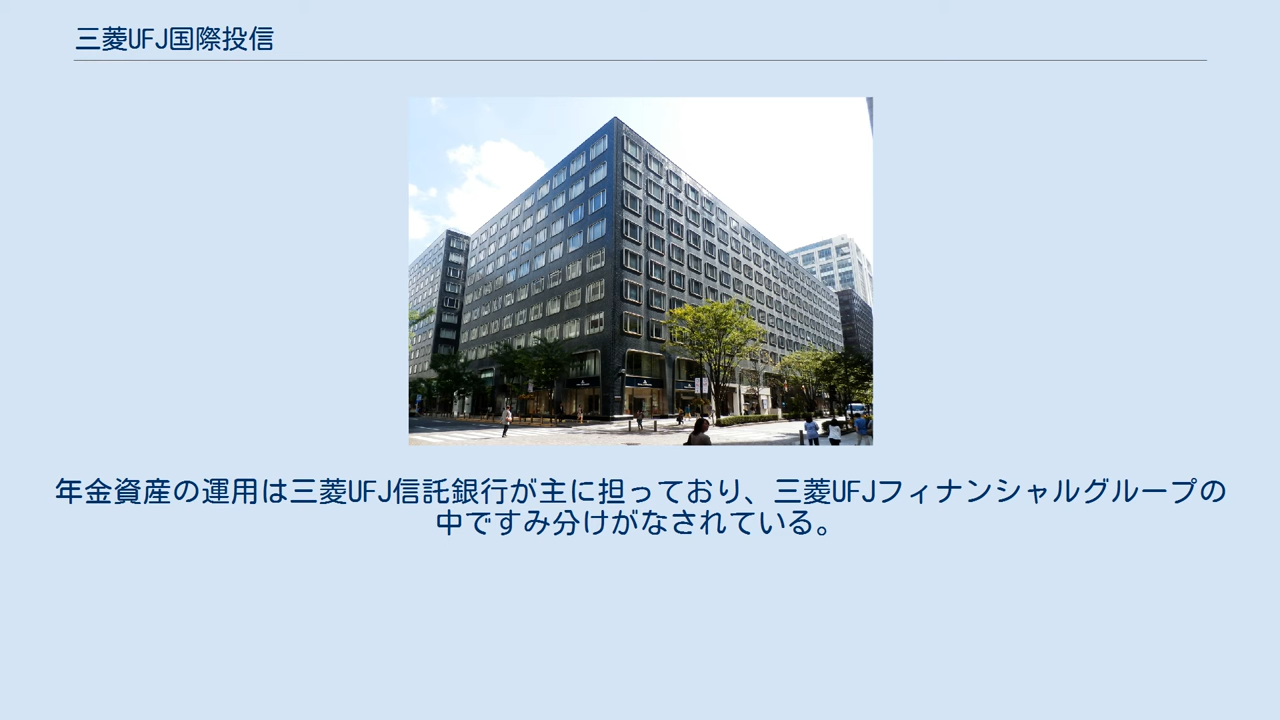 三菱UFJ国際投信
年金資産の運用は三菱UFJ信託銀行が主に担っており、三菱UFJフィナンシャルグループの
中ですみ分けがなされている。